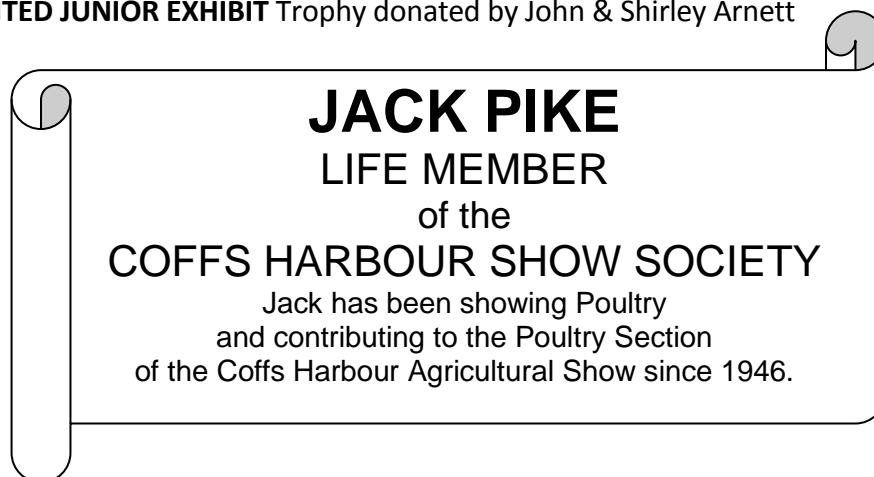 TED JUNIOR EXHIBIT Trophy donated by John & Shirley Arnett
JACK PIKE
LIFE MEMBER
of the
COFFS HARBOUR SHOW SOCIETY
Jack has been showing Poultry
and contributing to the Poultry Section
of the Coffs Harbour Agricultural Show since 1946.